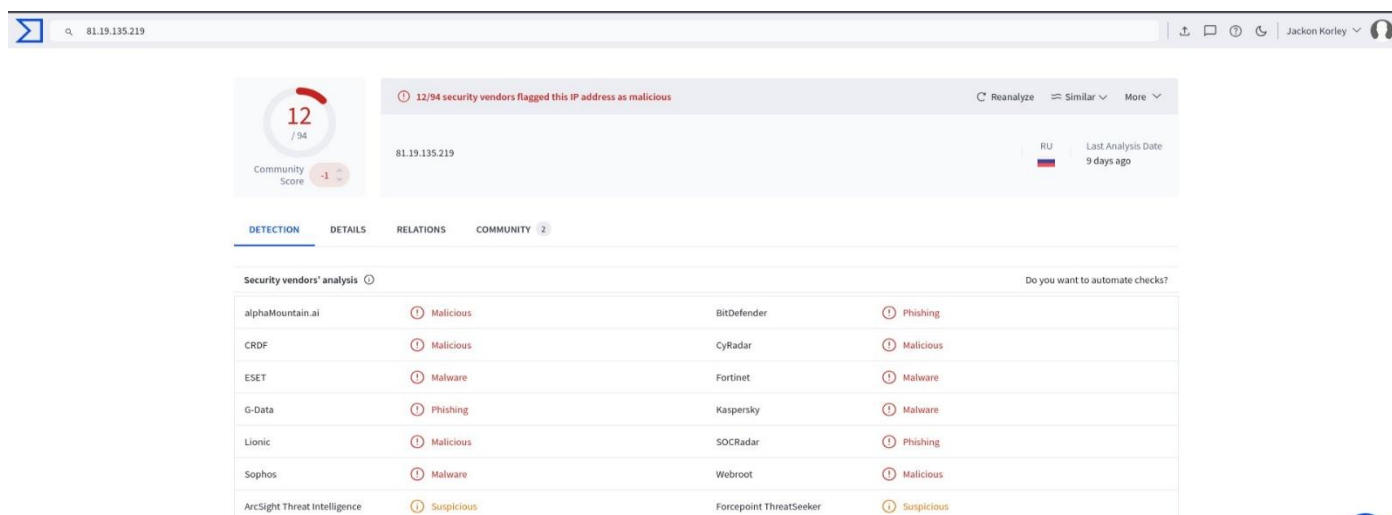 81.19.135.219 Jackon Korley
12 / 94
Community Score -1
12/94 security vendors flagged this IP address as malicious Reanalyze Similar More
81.19.135.219
RU
Last Analysis Date
9 days ago
DETECTION DETAILS RELATIONS COMMUNITY 2
Security vendors' analysis Do you want to automate checks?
alphaMountain.ai Malicious BitDefender Phishing
CRDF Malicious CyRadar Malicious
ESET Malware Fortinet Malware
G-Data Phishing Kaspersky Malware
Lionic Malicious SOCRadar Phishing
Sophos Malware Webroot Malicious
ArcSight Threat Intelligence Suspicious Forcepoint ThreatSeeker Suspicious